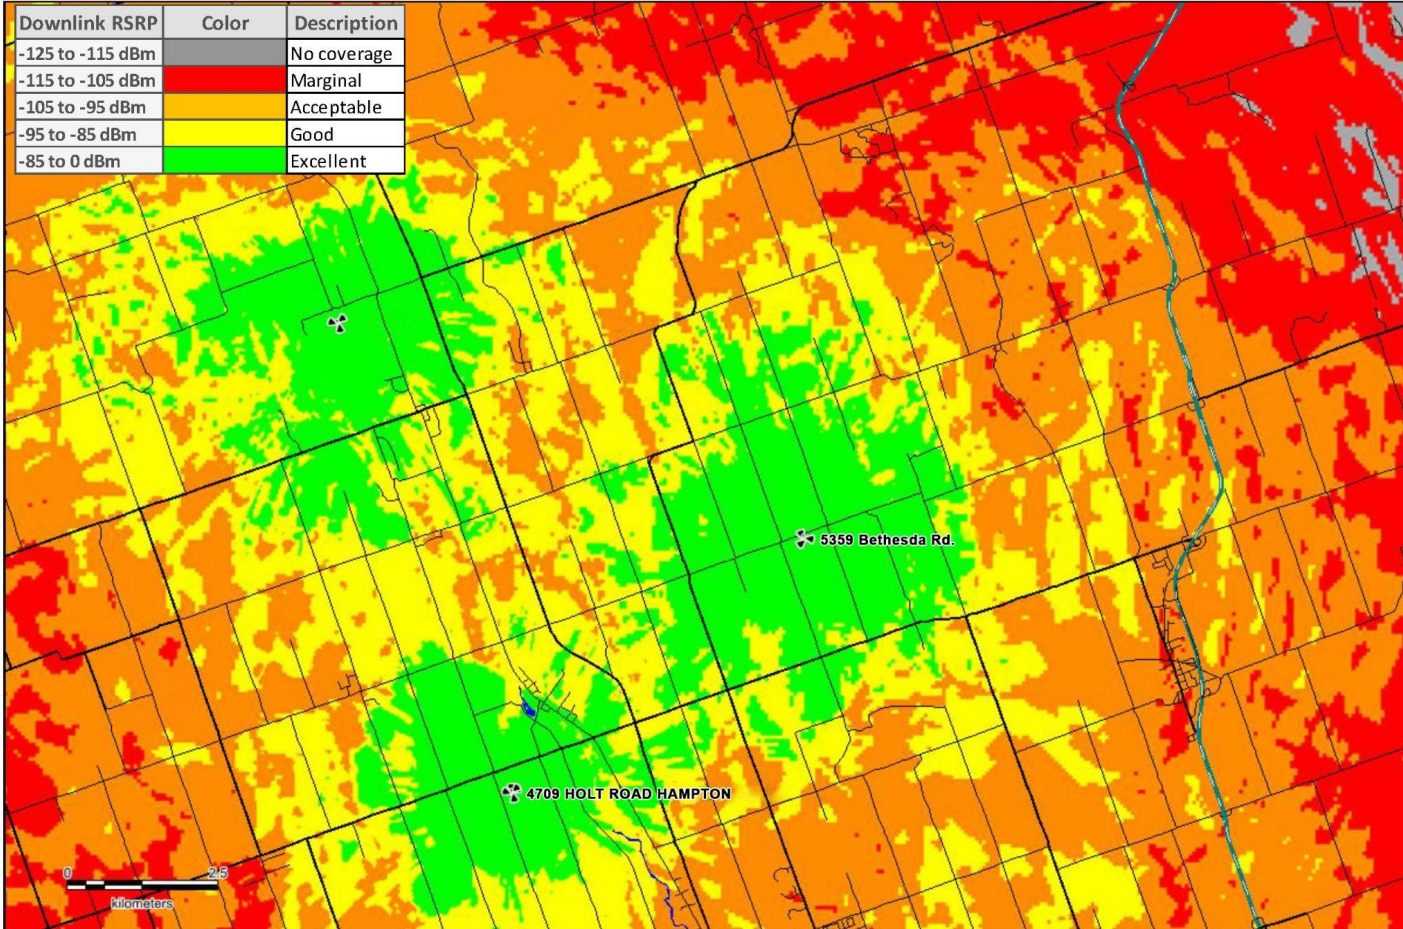 Downlink RSRP Color Description
-125 to -115 dBm No coverage
-115 to -105 dBm Marginal
-105 to -95 dBm Acceptable
-95 to -85 dBm Good
-85 to 0 dBm Excellent
5359 Bethesda Rd.
4709 HOLT ROAD HAMPTON
0 2.5
kilometers